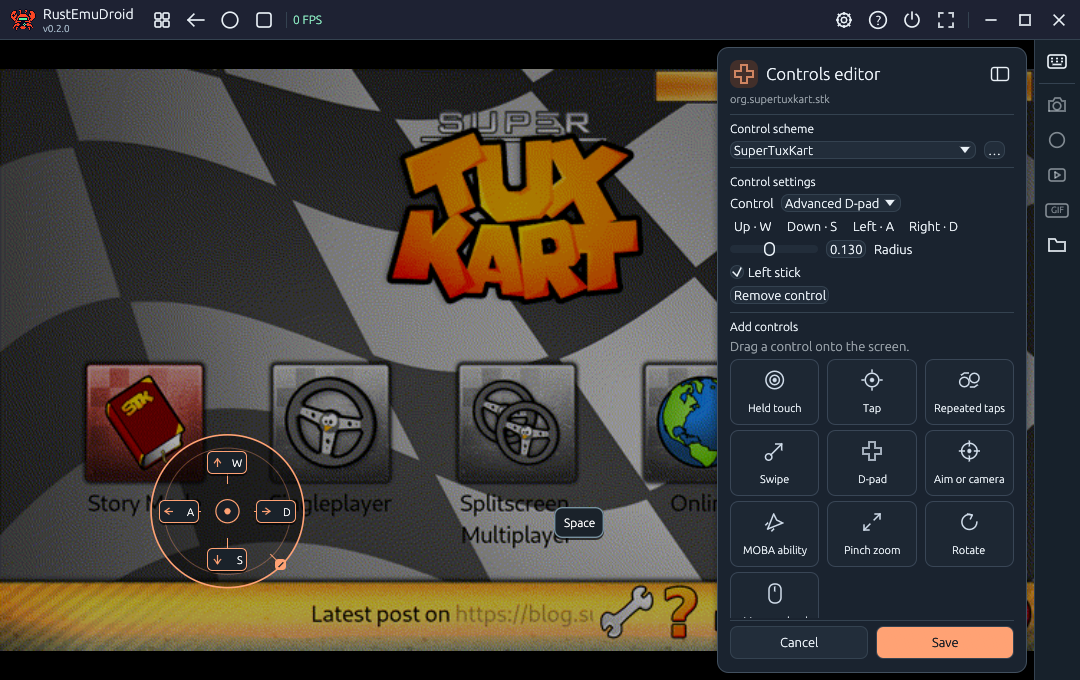 RustEmuDroid
v0.2.0
0 FPS
Controls editor
org.supertuxkart.stk
Control scheme
SuperTuxKart
...
Control settings
Control Advanced D-pad
Up · W Down · S Left · A Right · D
0.130 Radius
Left stick
Remove control
Add controls
Drag a control onto the screen.
Held touch Tap Repeated taps
Swipe D-pad Aim or camera
MOBA ability Pinch zoom Rotate
Cancel Save
GIF
SUPER
TUX
KART
STK
Story
Splitscreen
Multiplayer
W
A D
S
Space
Latest post on https://blog.su
?